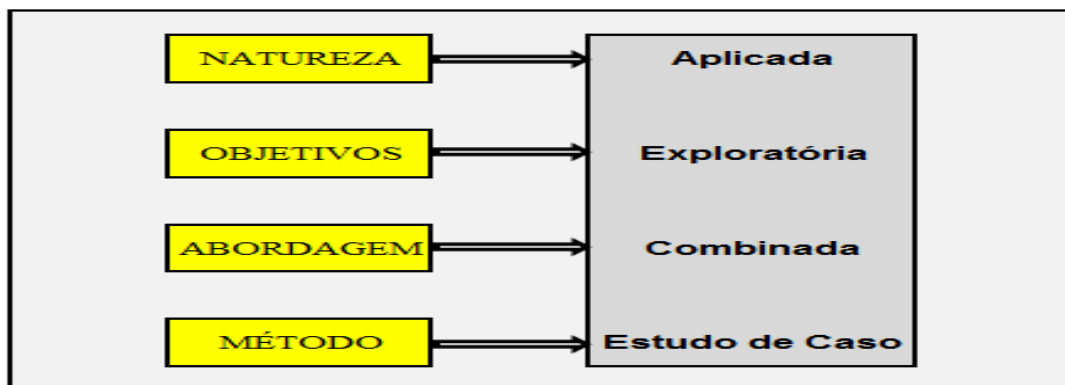 NATUREZA Aplicada
OBJETIVOS Exploratória
ABORDAGEM Combinada
MÉTODO Estudo de Caso